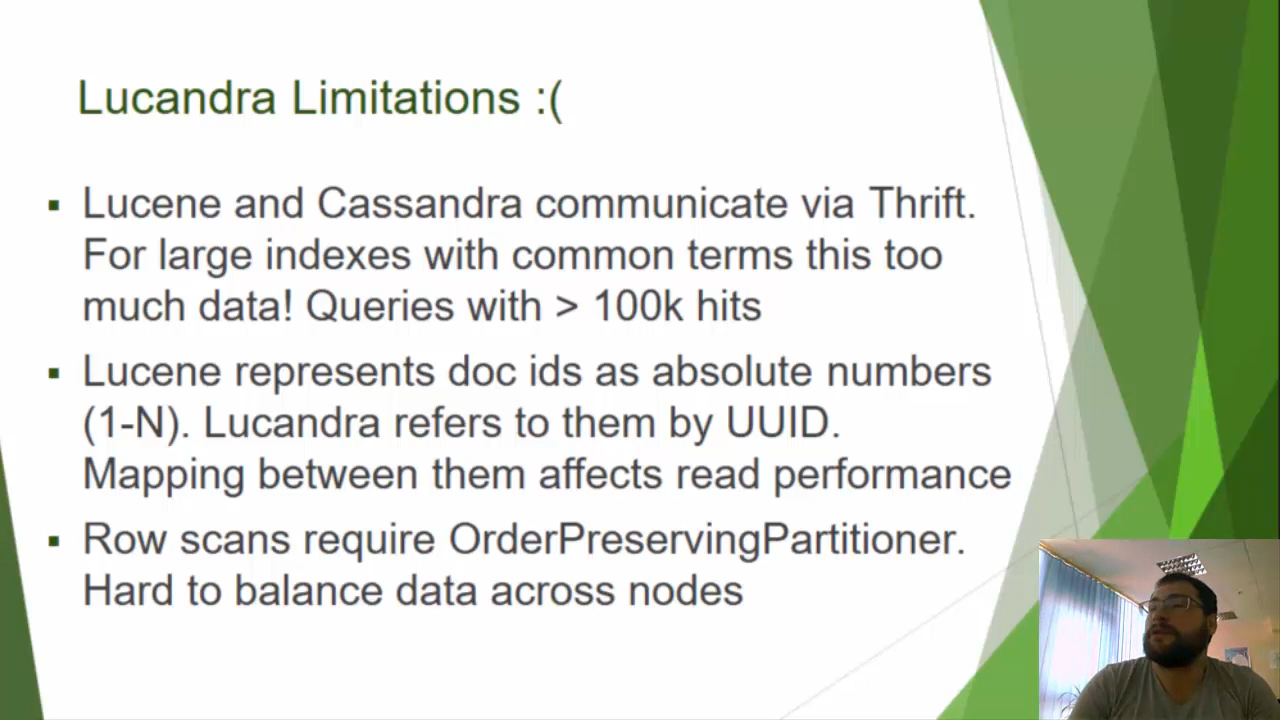 Lucandra Limitations :(
▪ Lucene and Cassandra communicate via Thrift.
For large indexes with common terms this too
much data! Queries with > 100k hits
▪ Lucene represents doc ids as absolute numbers
(1-N). Lucandra refers to them by UUID.
Mapping between them affects read performance
▪ Row scans require OrderPreservingPartitioner.
Hard to balance data across nodes